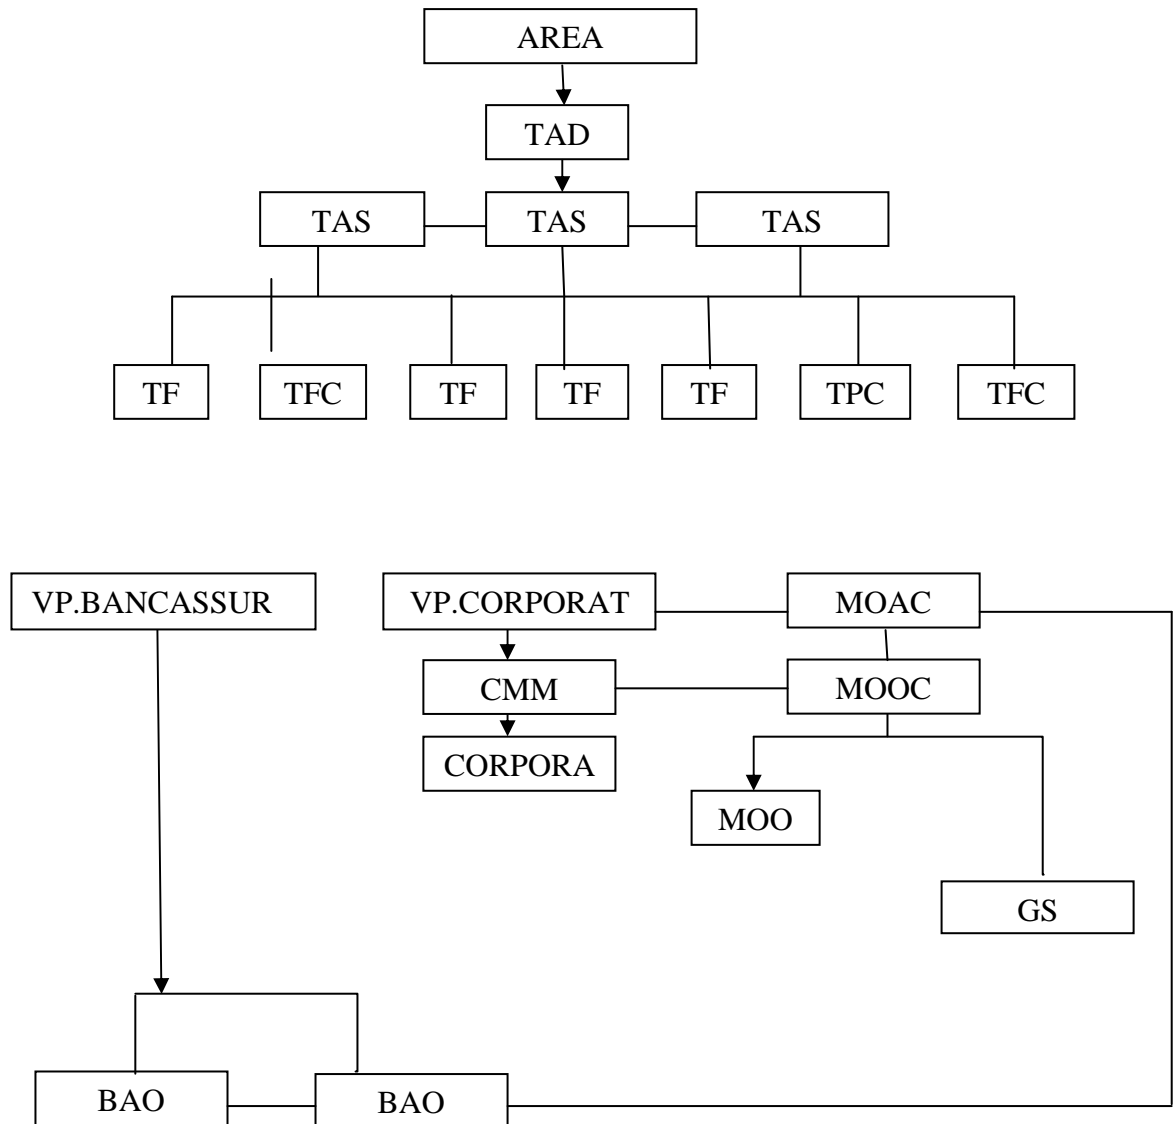 AREA
TAD
TAS TAS TAS
TF TFC TF TF TF TPC TFC
VP.BANCASSUR VP.CORPORAT MOAC
CMM MOOC
CORPORA
MOO
GS
BAO BAO